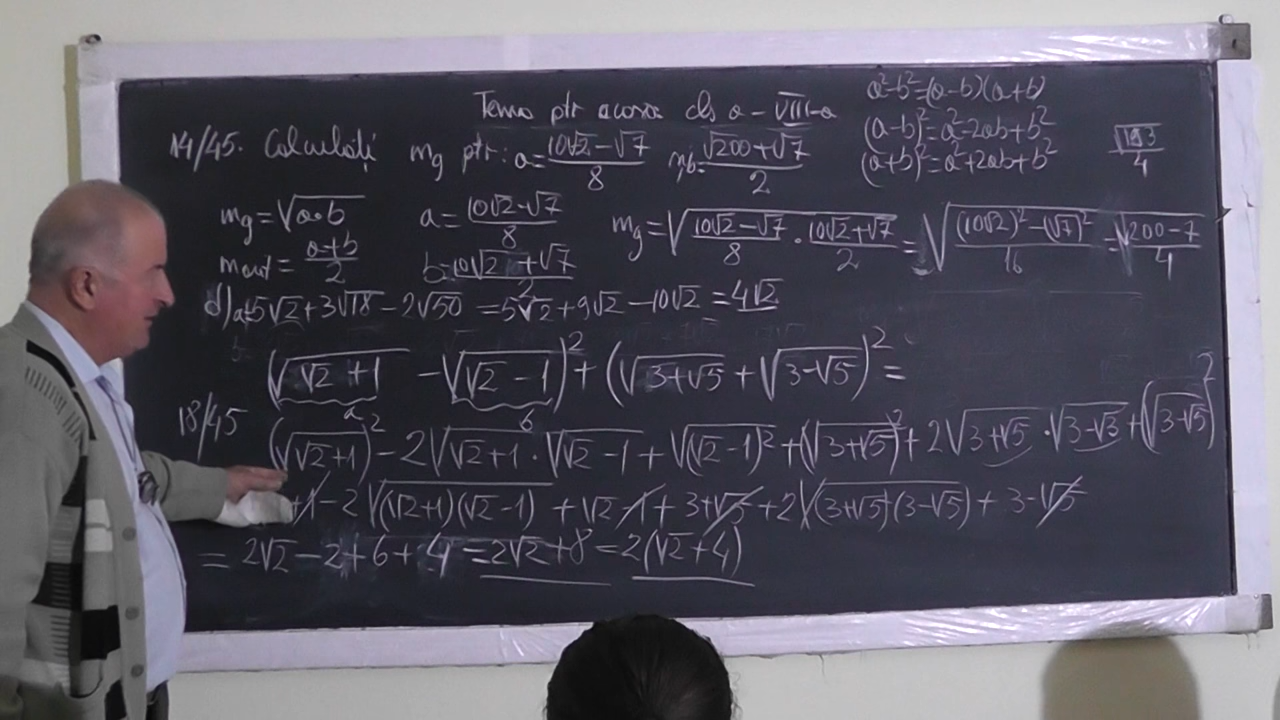 Tema ptr acasa cls a - VIII-a
a²-b²=(a-b)(a+b)
(a-b)²=a²-2ab+b²
(a+b)²=a²+2ab+b²
14/45. Calculati mg ptr: a=(10√2-√7)/8 b=(√200+√7)/2
√193/4
mg=√(a·b) a=(10√2-√7)/8 mg=√((10√2-√7)/8 · (10√2+√7)/2) = √(((10√2)²-(√7)²)/16) = √(200-7)/4
mart=(a+b)/2 b=(10√2+√7)/2
d) a=5√2+3√18-2√50=5√2+9√2-10√2=4√2
(√(√2+1)-√(√2-1))²+(√(3+√5)+√(3-√5))²=
a b
18/45 (√(√2+1))²-2√(√2+1)·√(√2-1)+√(√2-1)²+(√(3+√5))²+2√(3+√5)·√(3-√3)+(√(3-√5))²
+1-2√((√2+1)(√2-1))+√2-1+3+√5+2√((3+√5)(3-√5))+3-√5
=2√2-2+6+4=2√2+8=2(√2+4)